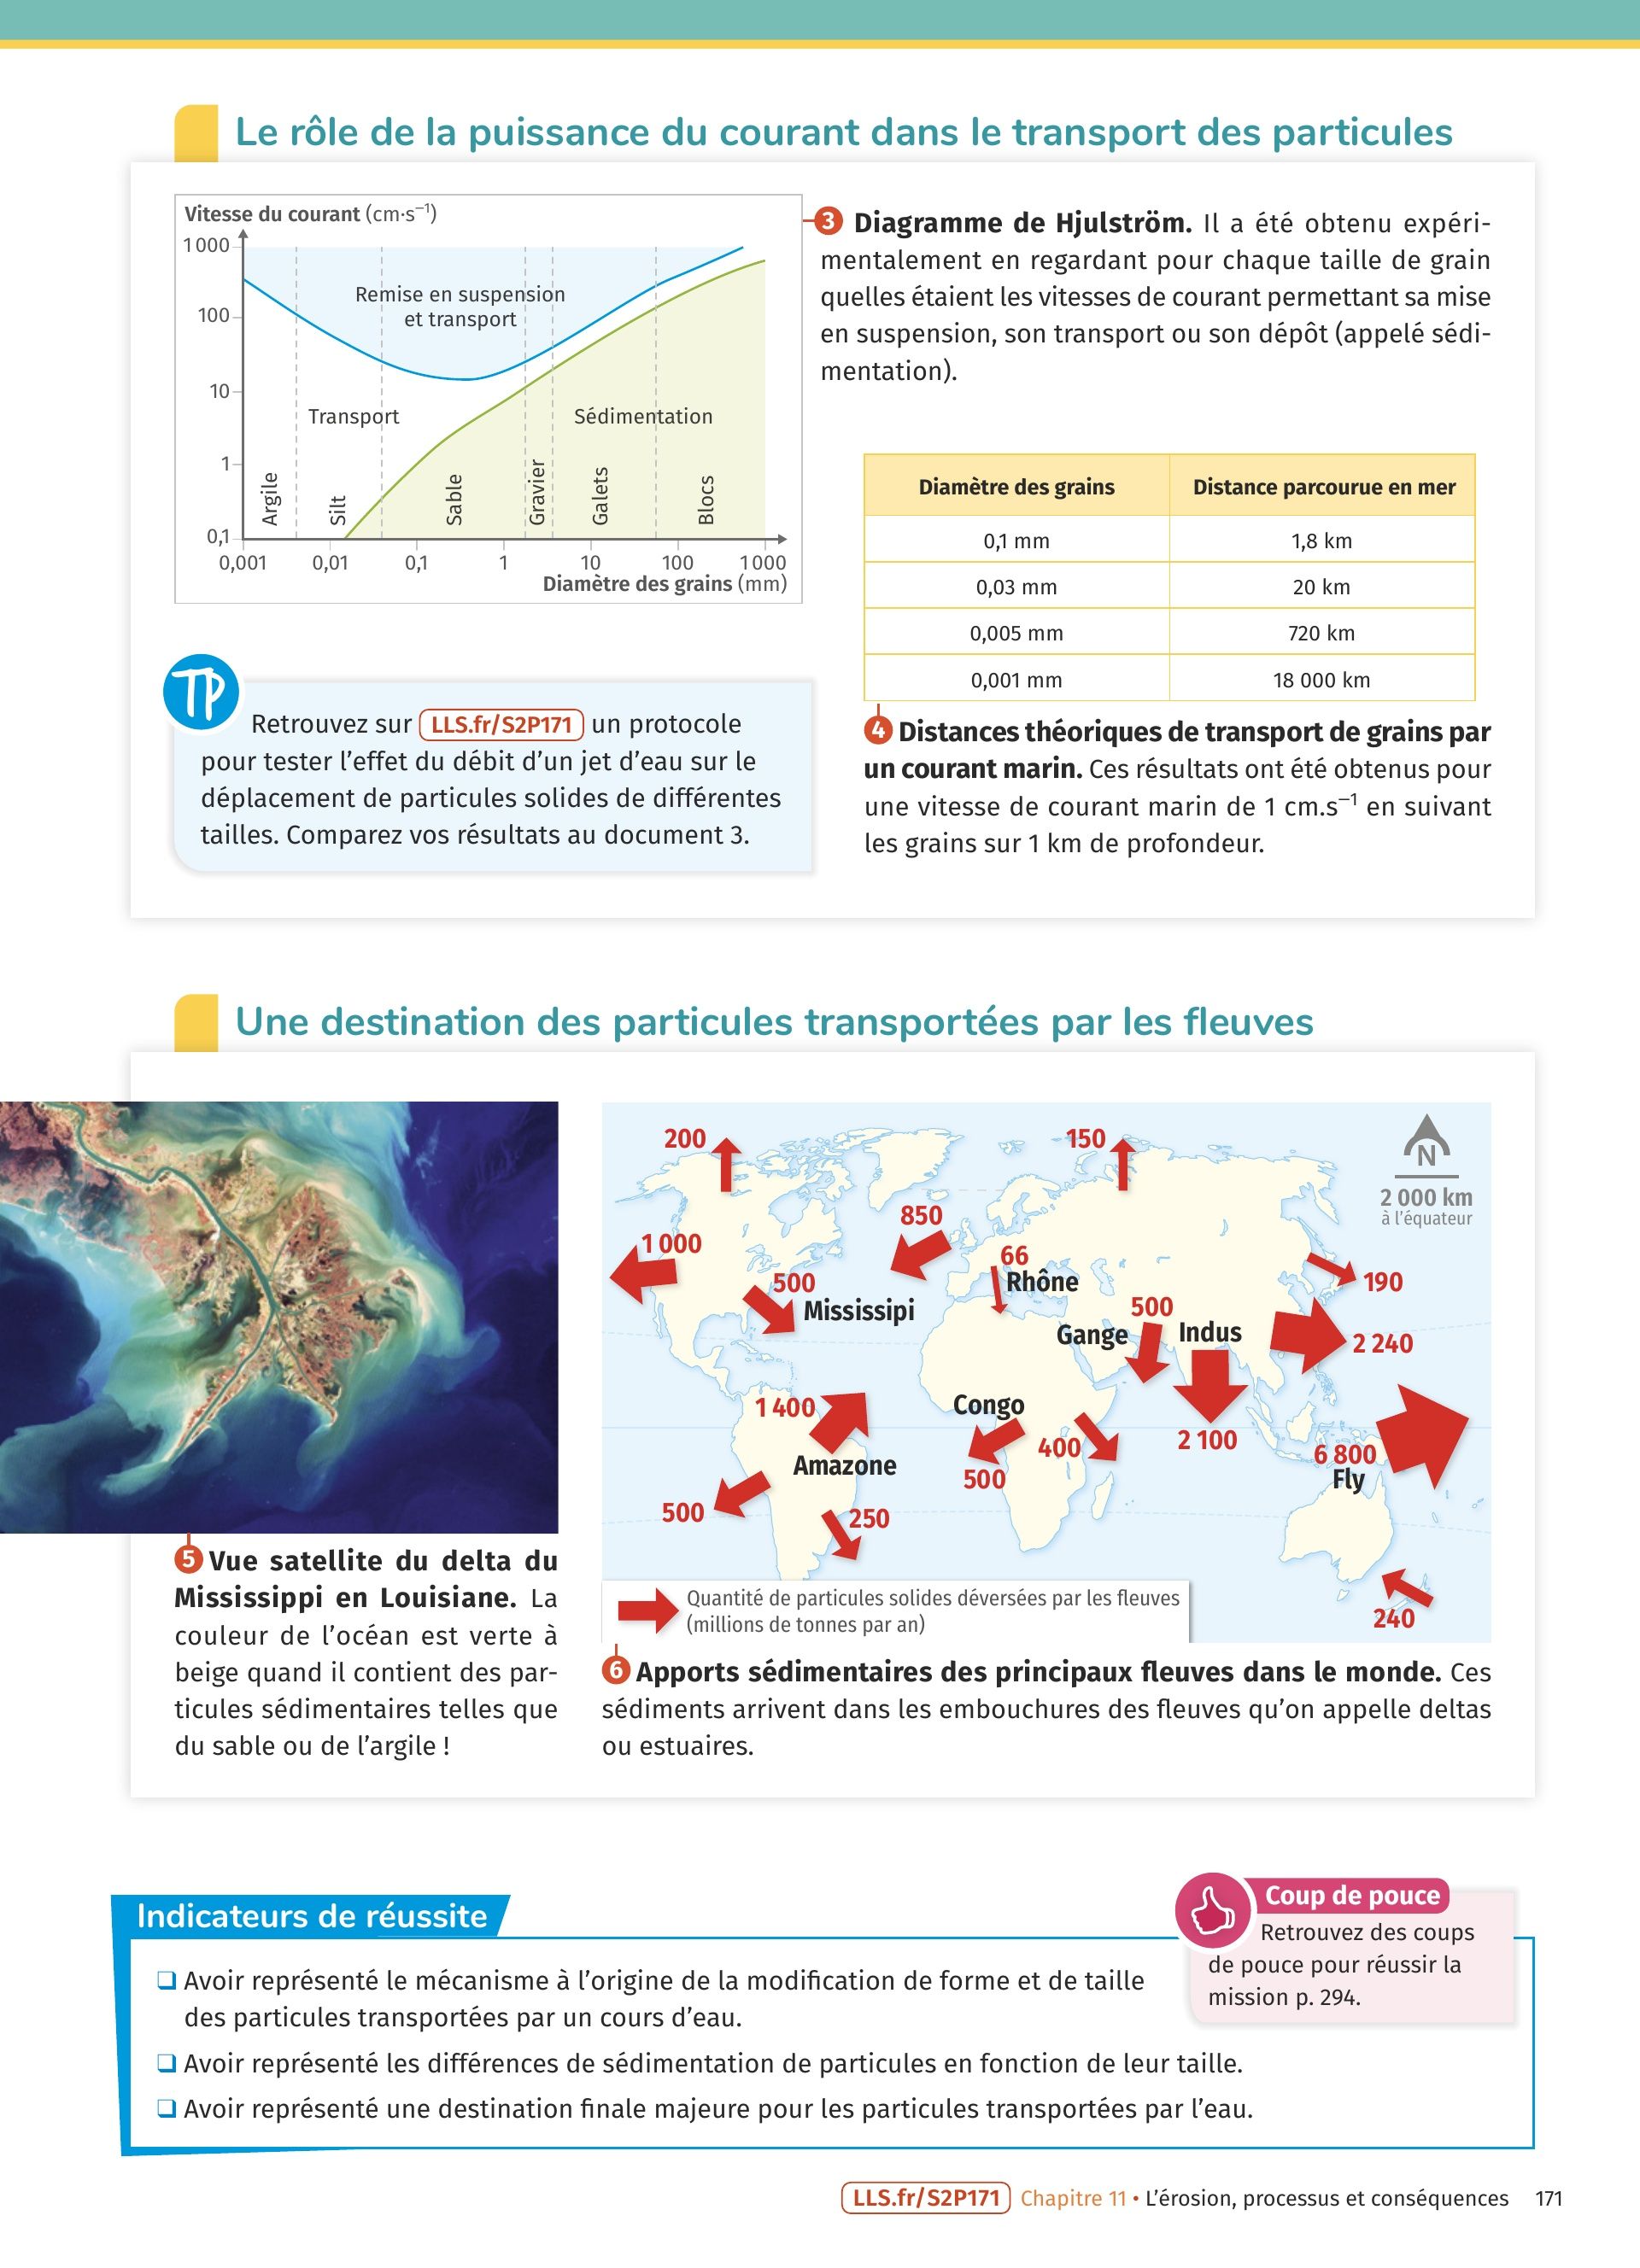 Le rôle de la puissance du courant dans le transport des particules
Vitesse du courant (cm·s⁻¹)
1 000
100
10
1
0,1
Remise en suspension
et transport
Transport
Sédimentation
Argile
Silt
Sable
Gravier
Galets
Blocs
0,001
0,01
0,1
1
10
100
1 000
Diamètre des grains (mm)
3 Diagramme de Hjulström. Il a été obtenu expéri-
mentalement en regardant pour chaque taille de grain
quelles étaient les vitesses de courant permettant sa mise
en suspension, son transport ou son dépôt (appelé sédi-
mentation).
Diamètre des grains Distance parcourue en mer
0,1 mm 1,8 km
0,03 mm 20 km
0,005 mm 720 km
0,001 mm 18 000 km
4 Distances théoriques de transport de grains par
un courant marin. Ces résultats ont été obtenus pour
une vitesse de courant marin de 1 cm.s⁻¹ en suivant
les grains sur 1 km de profondeur.
TP
Retrouvez sur LLS.fr/S2P171 un protocole
pour tester l’effet du débit d’un jet d’eau sur le
déplacement de particules solides de différentes
tailles. Comparez vos résultats au document 3.
Une destination des particules transportées par les fleuves
5 Vue satellite du delta du
Mississippi en Louisiane. La
couleur de l’océan est verte à
beige quand il contient des par-
ticules sédimentaires telles que
du sable ou de l’argile !
200
150
N
2 000 km
à l’équateur
850
1 000
66
Rhône
500
Mississipi
190
500
Gange
Indus
2 240
1 400
Amazone
Congo
500
400
2 100
6 800
Fly
500
250
240
Quantité de particules solides déversées par les fleuves
(millions de tonnes par an)
6 Apports sédimentaires des principaux fleuves dans le monde. Ces
sédiments arrivent dans les embouchures des fleuves qu’on appelle deltas
ou estuaires.
Indicateurs de réussite
Avoir représenté le mécanisme à l’origine de la modification de forme et de taille
des particules transportées par un cours d’eau.
Avoir représenté les différences de sédimentation de particules en fonction de leur taille.
Avoir représenté une destination finale majeure pour les particules transportées par l’eau.
Coup de pouce
Retrouvez des coups
de pouce pour réussir la
mission p. 294.
LLS.fr/S2P171 Chapitre 11 • L’érosion, processus et conséquences 171